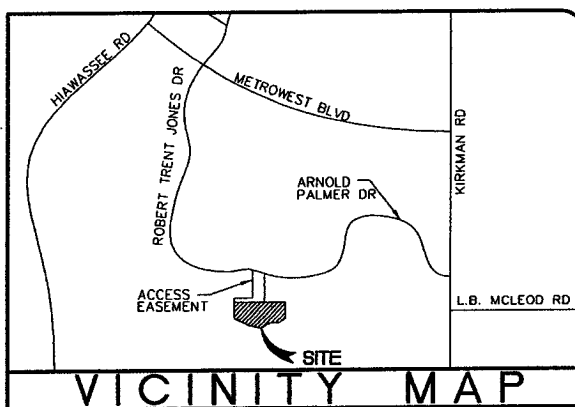 HIAWASSEE RD
METROWEST BLVD
ROBERT TRENT JONES DR
KIRKMAN RD
ARNOLD
PALMER DR
ACCESS
EASEMENT
L.B. MCLEOD RD
SITE
VICINITY MAP